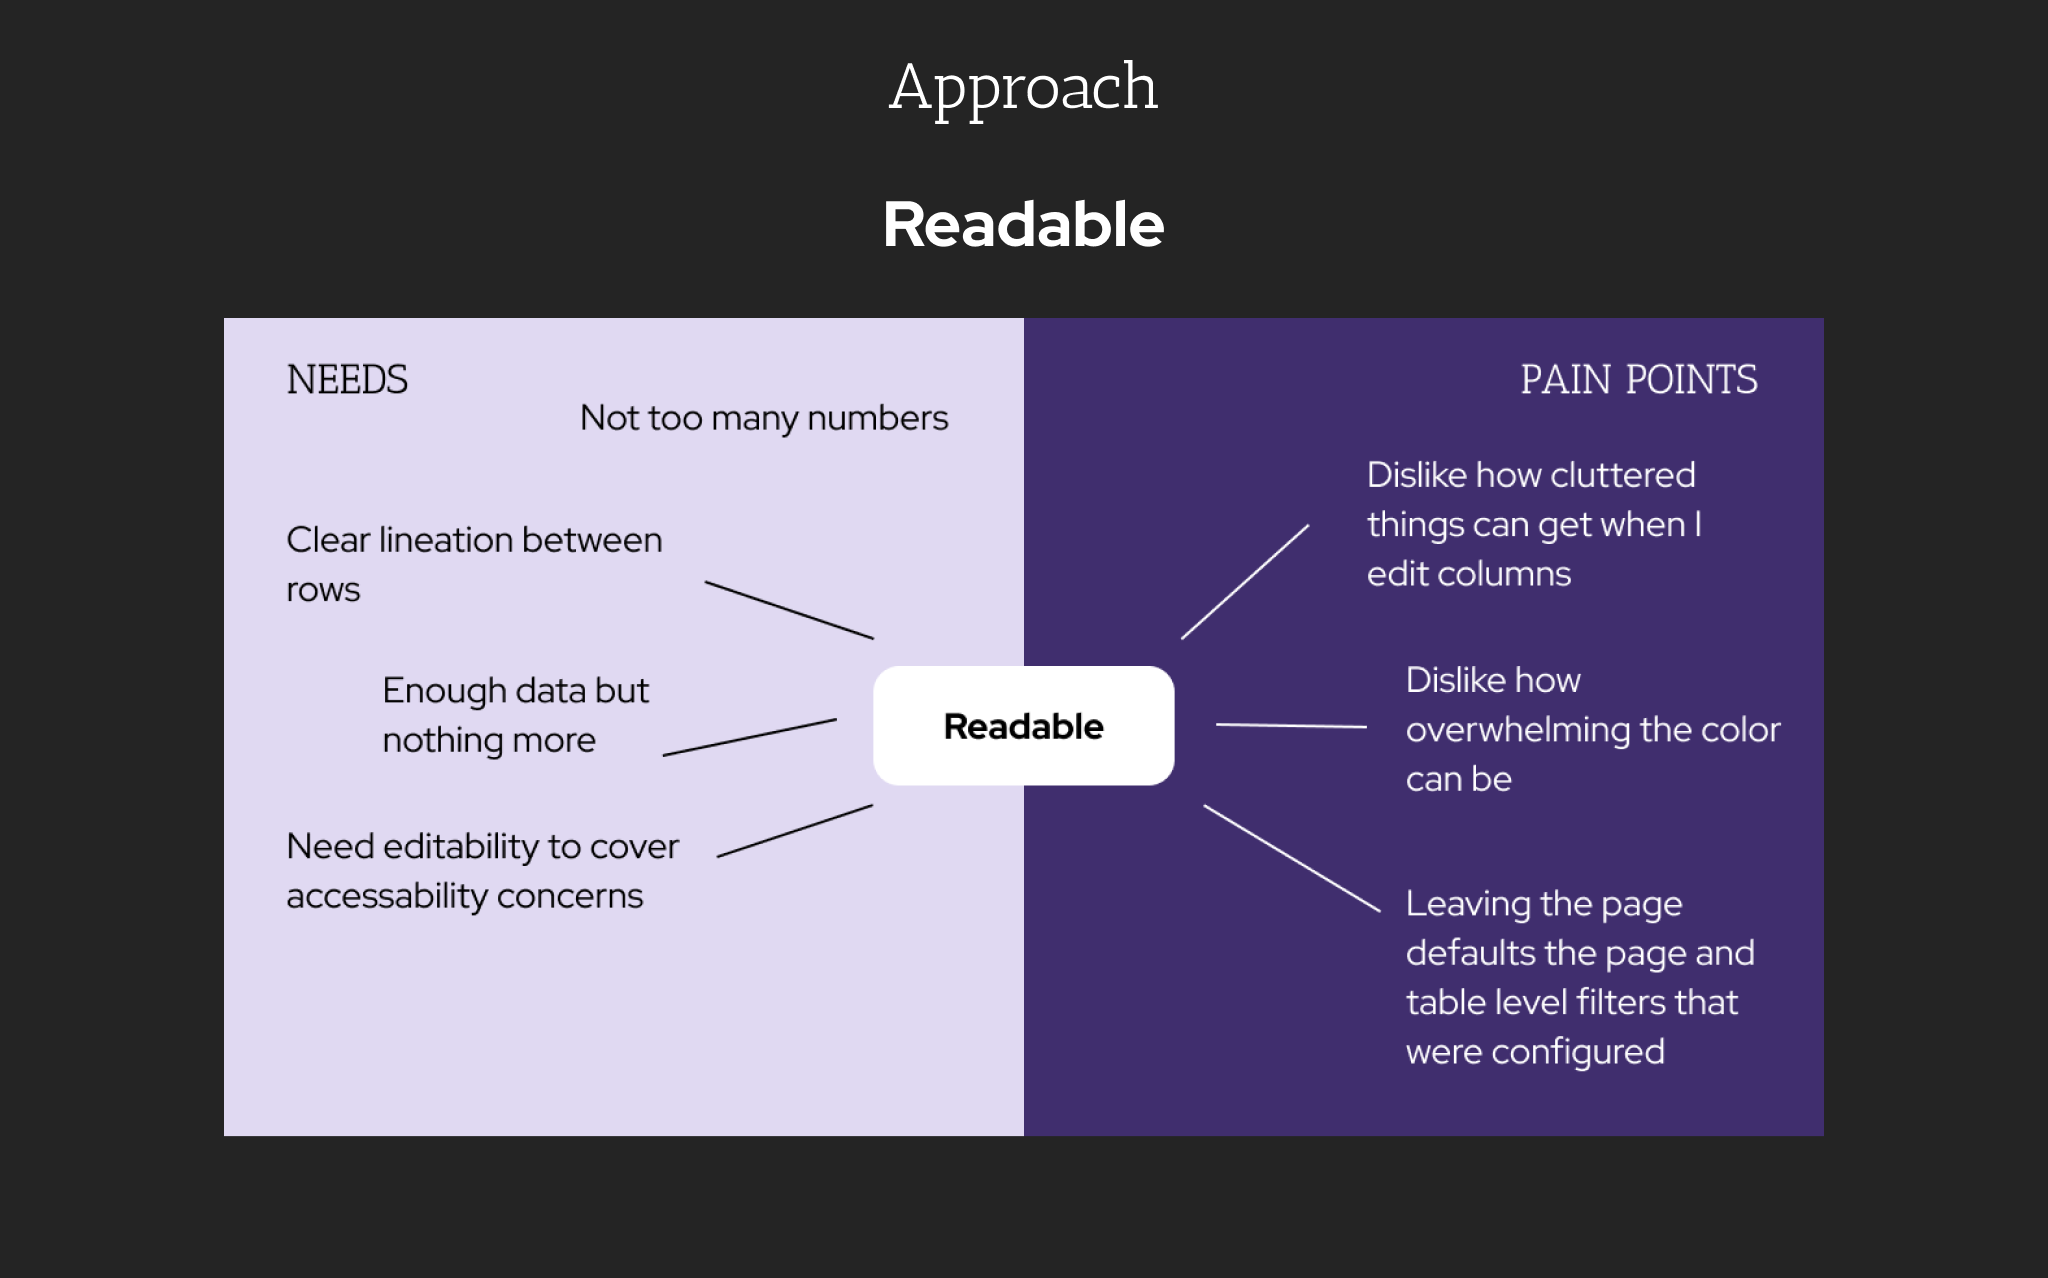 Approach
Readable
NEEDS
Not too many numbers
Clear lineation between
rows
Enough data but
nothing more
Need editability to cover
accessability concerns
Readable
PAIN POINTS
Dislike how cluttered
things can get when I
edit columns
Dislike how
overwhelming the color
can be
Leaving the page
defaults the page and
table level filters that
were configured